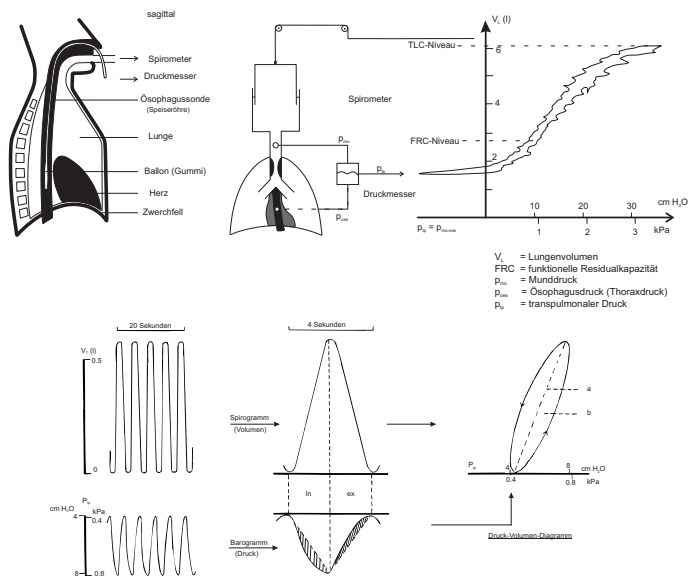 sagittal
Spirometer
Druckmesser
Ösophagussonde
(Speiseröhre)
Lunge
Ballon (Gummi)
Herz
Zwerchfell
Spirometer
p_mo
p_tp
Druckmesser
p_oes
V_L (l)
TLC-Niveau
6
4
FRC-Niveau
2
10 20 30 cm H₂O
1 2 3 kPa
p_tp = p_mo-oes
V_L = Lungenvolumen
FRC = funktionelle Residualkapazität
p_mo = Munddruck
p_oes = Ösophagusdruck (Thoraxdruck)
p_tp = transpulmonaler Druck
20 Sekunden
V_T (l)
0.5
0
4 Sekunden
Spirogramm
(Volumen)
a
b
P_tp 4 8 cm H₂O
0.4 0.8 kPa
In ex
P_tp
cm H₂O kPa
4 0.4
8 0.8
Barogramm
(Druck)
Druck-Volumen-Diagramm